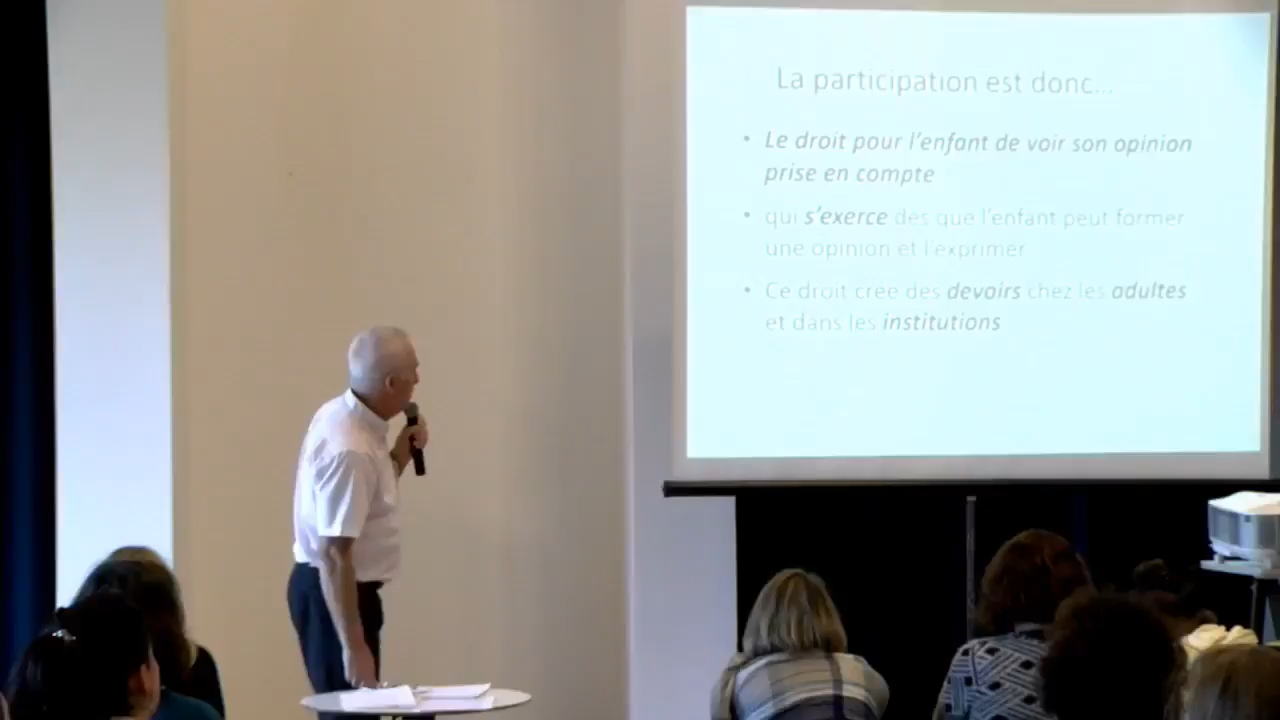 La participation est donc...
• Le droit pour l'enfant de voir son opinion
prise en compte
• qui s'exerce dès que l'enfant peut former
une opinion et l'exprimer
• Ce droit crée des devoirs chez les adultes
et dans les institutions